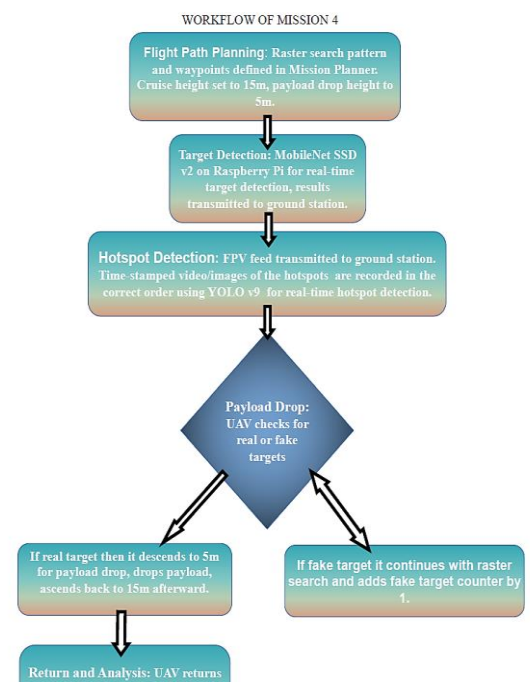 WORKFLOW OF MISSION 4
Flight Path Planning: Raster search pattern
and waypoints defined in Mission Planner.
Cruise height set to 15m, payload drop height to
5m.
Target Detection: MobileNet SSD
v2 on Raspberry Pi for real-time
target detection, results
transmitted to ground station.
Hotspot Detection: FPV feed transmitted to ground station.
Time-stamped video/images of the hotspots are recorded in the
correct order using YOLO v9 for real-time hotspot detection.
Payload Drop:
UAV checks for
real or fake
targets
If real target then it descends to 5m
for payload drop, drops payload,
ascends back to 15m afterward.
If fake target it continues with raster
search and adds fake target counter by
1.
Return and Analysis: UAV returns